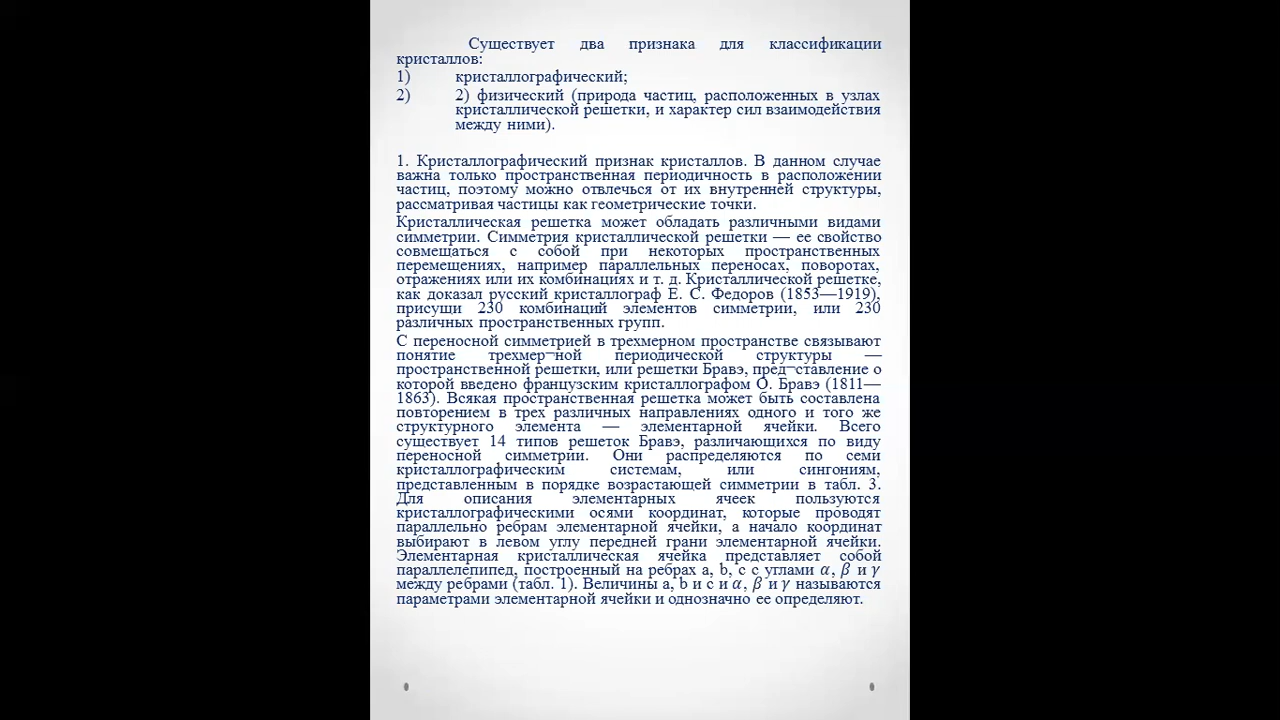 Существует два признака для классификации
кристаллов:
1) кристаллографический;
2) 2) физический (природа частиц, расположенных в узлах
кристаллической решетки, и характер сил взаимодействия
между ними).
1. Кристаллографический признак кристаллов. В данном случае
важна только пространственная периодичность в расположении
частиц, поэтому можно отвлечься от их внутренней структуры,
рассматривая частицы как геометрические точки.
Кристаллическая решетка может обладать различными видами
симметрии. Симметрия кристаллической решетки — ее свойство
совмещаться с собой при некоторых пространственных
перемещениях, например параллельных переносах, поворотах,
отражениях или их комбинациях и т. д. Кристаллической решетке,
как доказал русский кристаллограф Е. С. Федоров (1853—1919),
присущи 230 комбинаций элементов симметрии, или 230
различных пространственных групп.
С переносной симметрией в трехмерном пространстве связывают
понятие трехмер¬ной периодической структуры —
пространственной решетки, или решетки Бравэ, пред¬ставление о
которой введено французским кристаллографом О. Бравэ (1811—
1863). Всякая пространственная решетка может быть составлена
повторением в трех различных направлениях одного и того же
структурного элемента — элементарной ячейки. Всего
существует 14 типов решеток Бравэ, различающихся по виду
переносной симметрии. Они распределяются по семи
кристаллографическим системам, или сингониям,
представленным в порядке возрастающей симметрии в табл. 3.
Для описания элементарных ячеек пользуются
кристаллографическими осями координат, которые проводят
параллельно ребрам элементарной ячейки, а начало координат
выбирают в левом углу передней грани элементарной ячейки.
Элементарная кристаллическая ячейка представляет собой
параллелепипед, построенный на ребрах a, b, c с углами α, β и γ
между ребрами (табл. 1). Величины a, b и c и α, β и γ называются
параметрами элементарной ячейки и однозначно ее определяют.